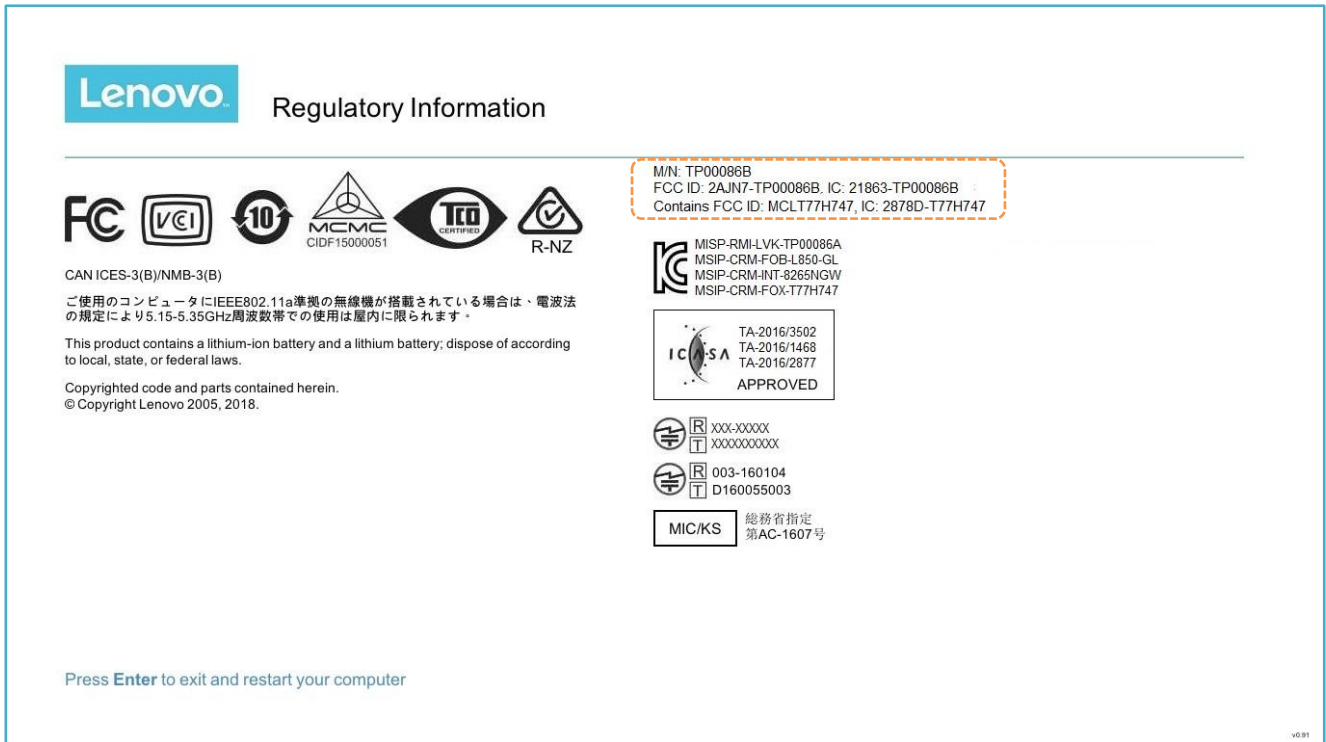 Lenovo™
Regulatory Information
FC
VCI
10
MCMC
CIDF15000051
TCO
CERTIFIED
R-NZ
CAN ICES-3(B)/NMB-3(B)
ご使用のコンピュータにIEEE802.11a準拠の無線機が搭載されている場合は、電波法
の規定により5.15-5.35GHz周波数帯での使用は屋内に限られます。
This product contains a lithium-ion battery and a lithium battery; dispose of according
to local, state, or federal laws.
Copyrighted code and parts contained herein.
© Copyright Lenovo 2005, 2018.
M/N: TP00086B
FCC ID: 2AJN7-TP00086B, IC: 21863-TP00086B
Contains FCC ID: MCLT77H747, IC: 2878D-T77H747
MISP-RMI-LVK-TP00086A
MSIP-CRM-FOB-L850-GL
MSIP-CRM-INT-8265NGW
MSIP-CRM-FOX-T77H747
ICASA
TA-2016/3502
TA-2016/1468
TA-2016/2877
APPROVED
R XXX-XXXXX
T XXXXXXXXXX
R 003-160104
T D160055003
MIC/KS
総務省指定
第AC-1607号
Press Enter to exit and restart your computer
v0.91